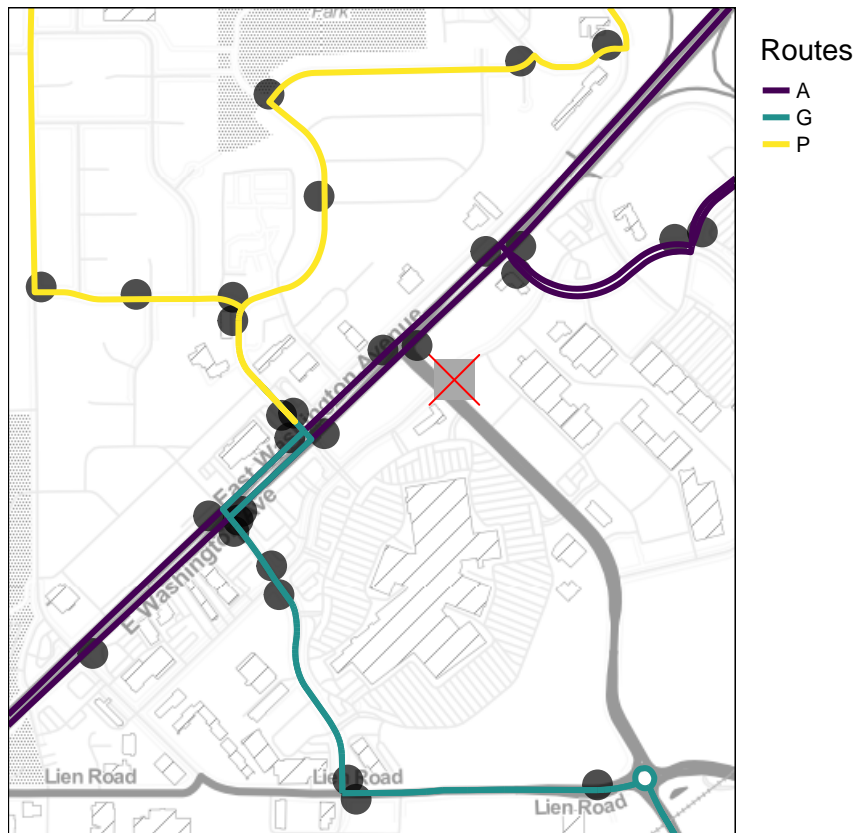 Park
Routes
A
G
P
East Washington Avenue
E Washington Ave
Lien Road
Lien Road
Lien Road